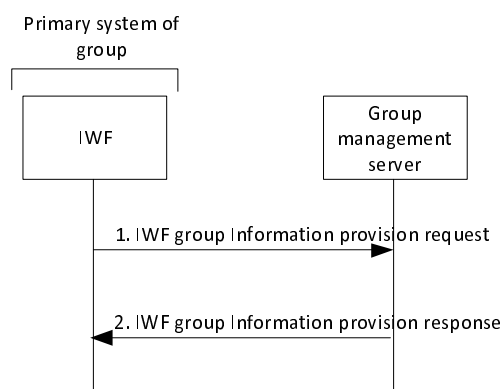 Primary system of
group
IWF
Group
management
server
1. IWF group Information provision request
2. IWF group Information provision response